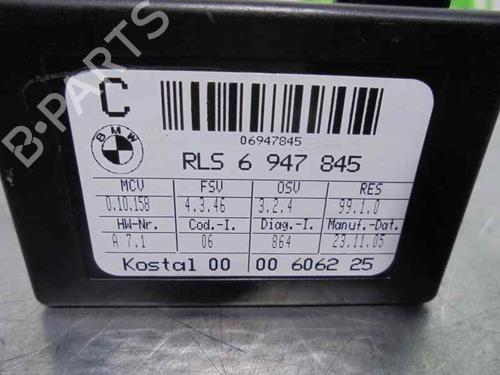 C
BMW
06947845
RLS 6 947 845
MCV FSV OSV RES
0.10.158 4.3.46 3.2.4 99.1.0
HW-Nr. Cod.-I. Diag.-I. Manuf.-Dat.
A 7.1 06 864 23.11.05
Kostal 00 00 6062 25
B-PARTS